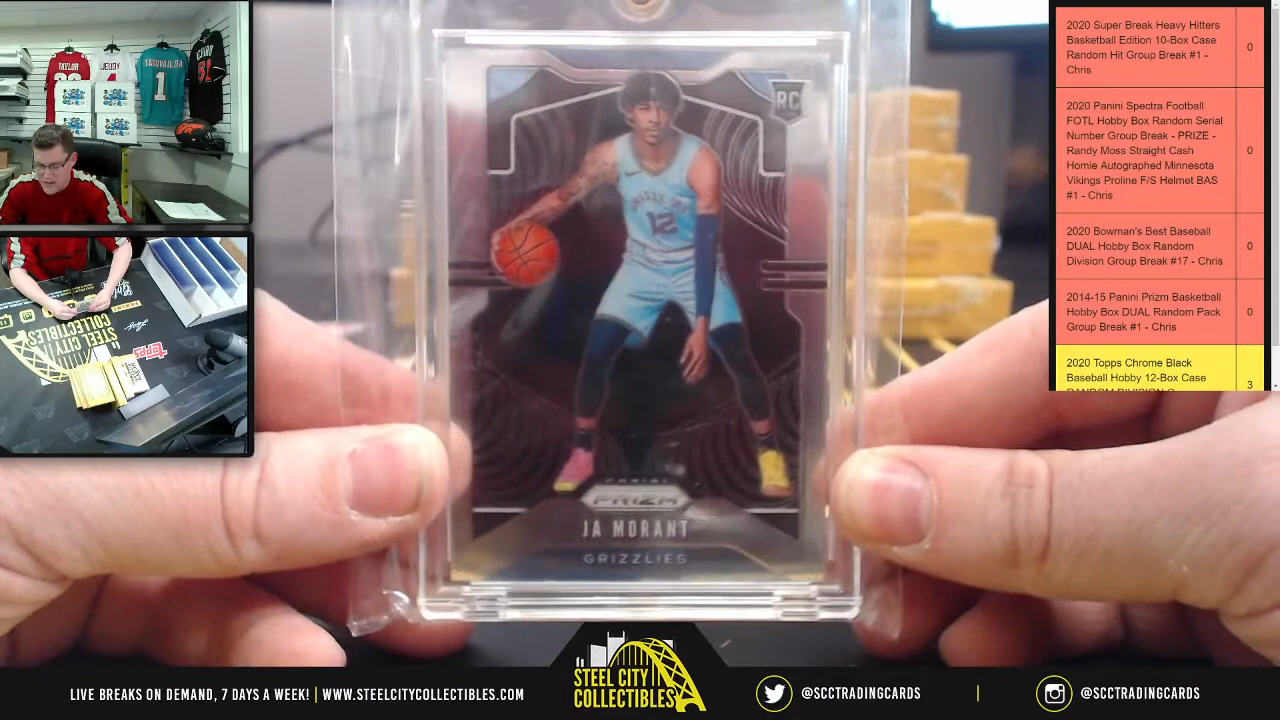 TAYLOR
JEUDY
4
TAGOVAILOA
1
51
RC
12
PANINI
PRIZM
JA MORANT
GRIZZLIES
STEEL CITY
COLLECTIBLES
topps
2020 Super Break Heavy Hitters
Basketball Edition 10-Box Case
Random Hit Group Break #1 -
Chris
0
2020 Panini Spectra Football
FOTL Hobby Box Random Serial
Number Group Break - PRIZE -
Randy Moss Straight Cash
Homie Autographed Minnesota
Vikings Proline F/S Helmet BAS
#1 - Chris
0
2020 Bowman's Best Baseball
DUAL Hobby Box Random
Division Group Break #17 - Chris
0
2014-15 Panini Prizm Basketball
Hobby Box DUAL Random Pack
Group Break #1 - Chris
0
2020 Topps Chrome Black
Baseball Hobby 12-Box Case
3
LIVE BREAKS ON DEMAND, 7 DAYS A WEEK! | WWW.STEELCITYCOLLECTIBLES.COM
STEEL CITY
COLLECTIBLES
@SCCTRADINGCARDS
|
@SCCTRADINGCARDS